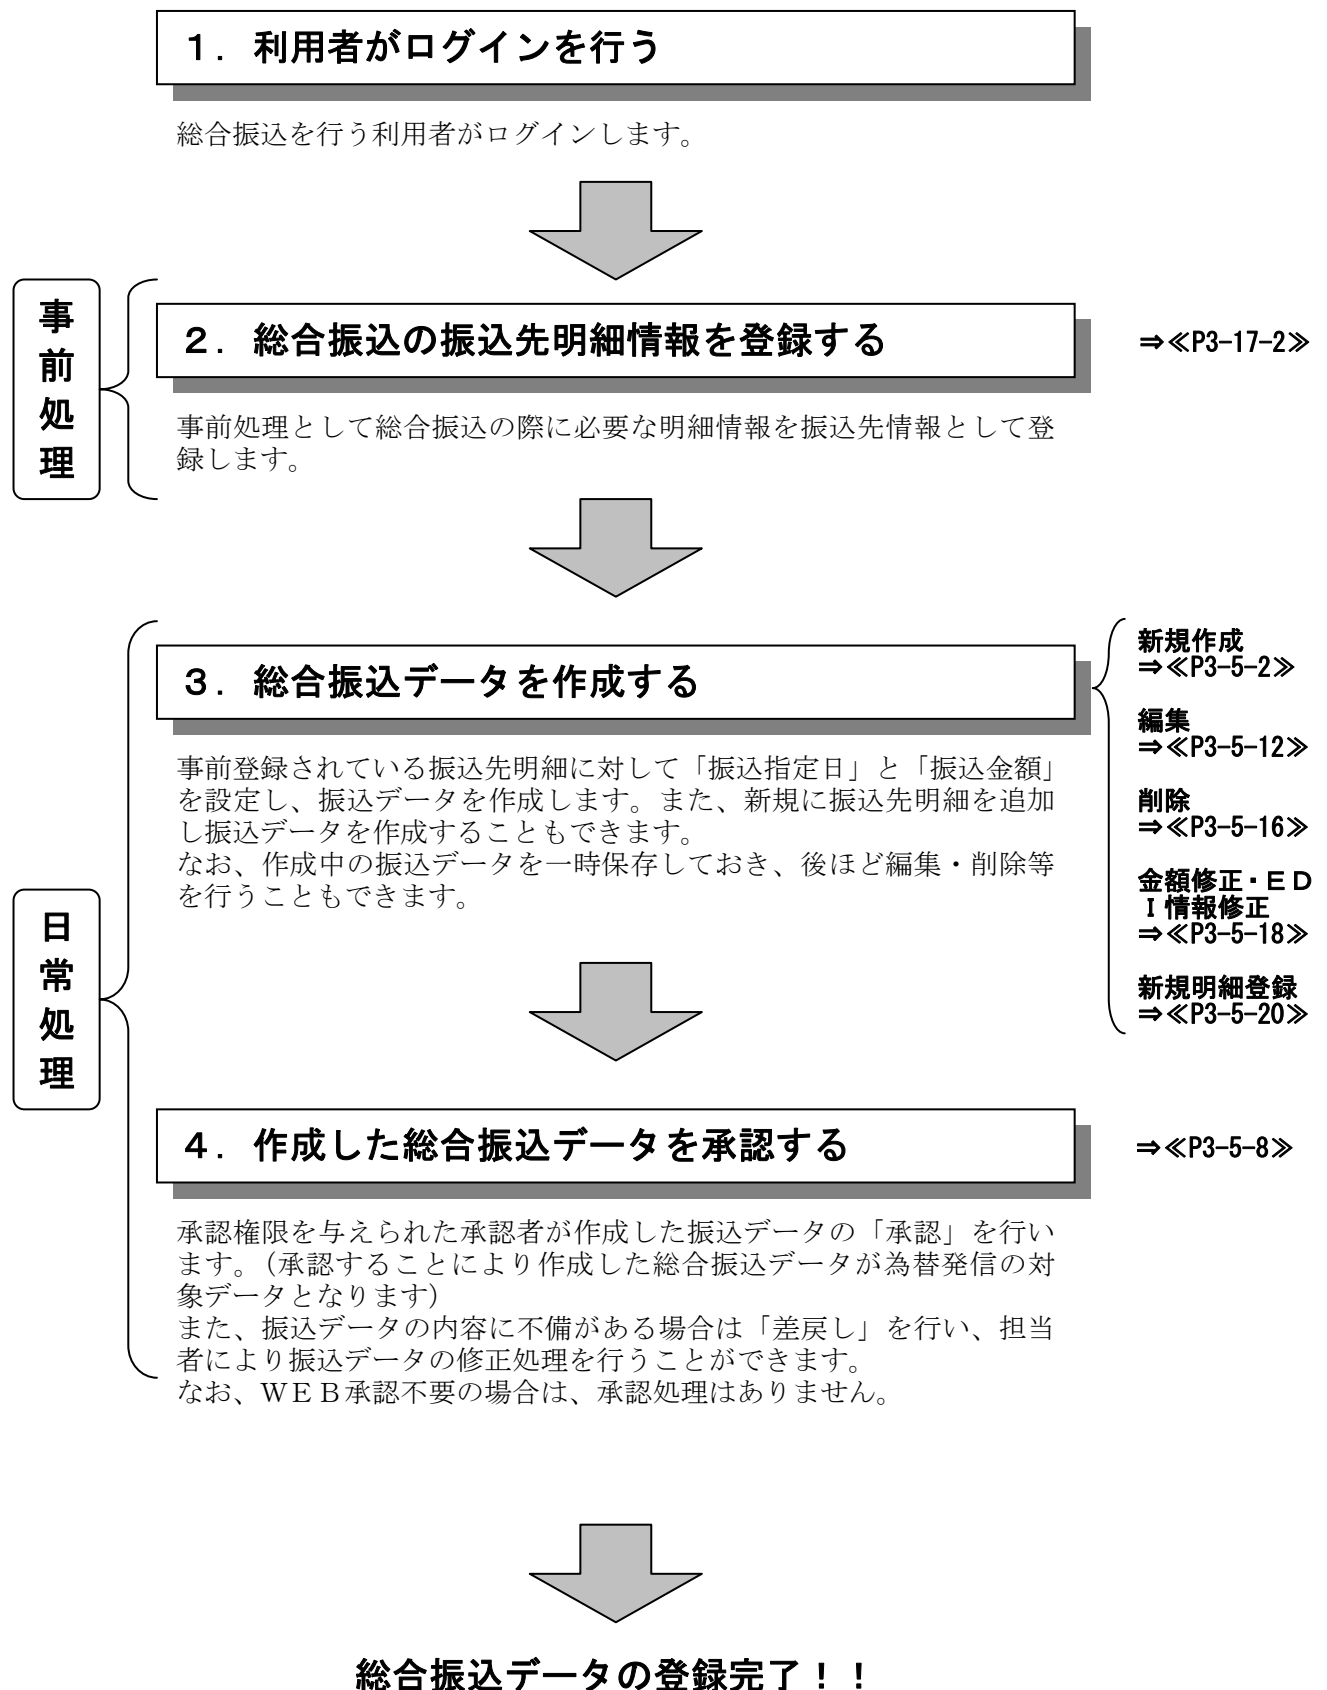 １．利用者がログインを行う
総合振込を行う利用者がログインします。
事前処理
２．総合振込の振込先明細情報を登録する
⇒≪P3-17-2≫
事前処理として総合振込の際に必要な明細情報を振込先情報として登
録します。
日常処理
３．総合振込データを作成する
事前登録されている振込先明細に対して「振込指定日」と「振込金額」
を設定し、振込データを作成します。また、新規に振込先明細を追加
し振込データを作成することもできます。
なお、作成中の振込データを一時保存しておき、後ほど編集・削除等
を行うこともできます。
新規作成
⇒≪P3-5-2≫
編集
⇒≪P3-5-12≫
削除
⇒≪P3-5-16≫
金額修正・ＥＤ
Ｉ情報修正
⇒≪P3-5-18≫
新規明細登録
⇒≪P3-5-20≫
４．作成した総合振込データを承認する
⇒≪P3-5-8≫
承認権限を与えられた承認者が作成した振込データの「承認」を行い
ます。（承認することにより作成した総合振込データが為替発信の対
象データとなります）
また、振込データの内容に不備がある場合は「差戻し」を行い、担当
者により振込データの修正処理を行うことができます。
なお、ＷＥＢ承認不要の場合は、承認処理はありません。
総合振込データの登録完了！！